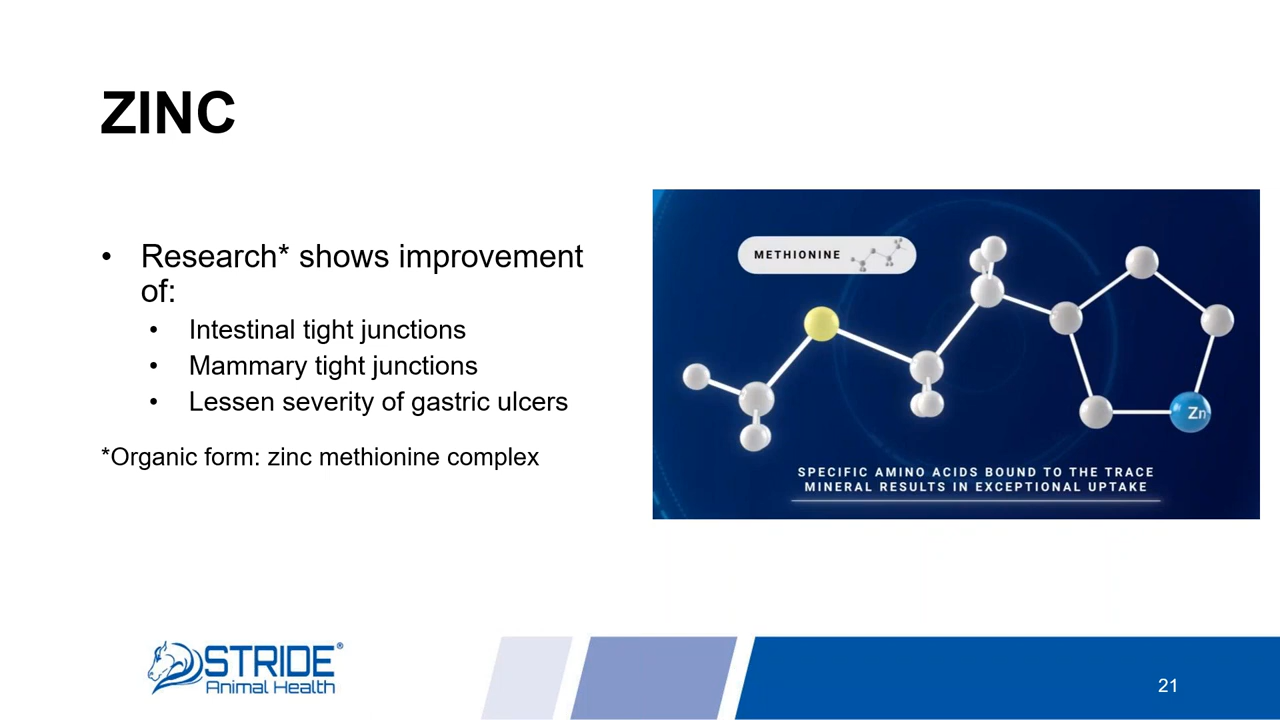 ZINC
• Research* shows improvement
of:
• Intestinal tight junctions
• Mammary tight junctions
• Lessen severity of gastric ulcers
*Organic form: zinc methionine complex
METHIONINE
Zn
SPECIFIC AMINO ACIDS BOUND TO THE TRACE
MINERAL RESULTS IN EXCEPTIONAL UPTAKE
STRIDE®
Animal Health
21